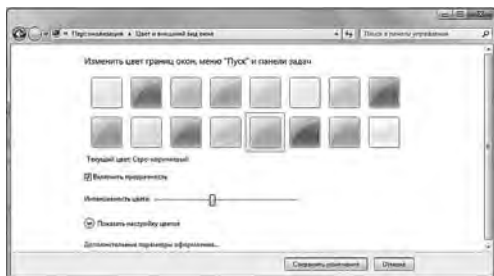 Персонализация ▸ Цвет и внешний вид окна
Поиск в панели управления
Изменить цвет границ окон, меню "Пуск" и панели задач
Текущий цвет: Серо-коричневый
Включить прозрачность
Интенсивность цвета:
Показать настройку цветов
Дополнительные параметры оформления...
Сохранить изменения
Отмена